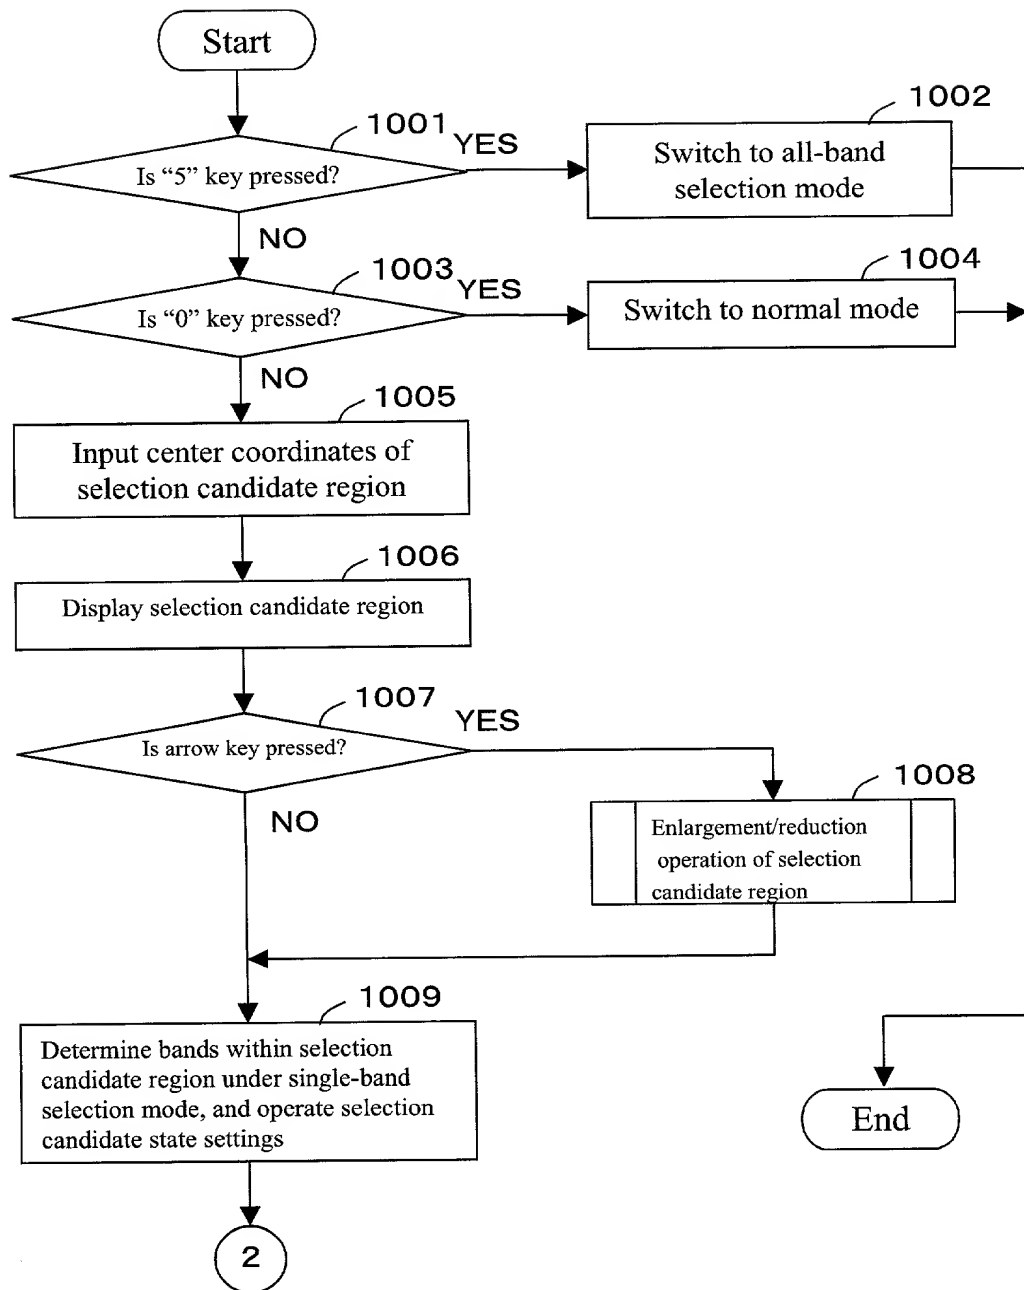 Start
1001
YES
Is “5” key pressed?
1002
Switch to all-band
selection mode
NO
1003
YES
Is “0” key pressed?
1004
Switch to normal mode
NO
1005
Input center coordinates of
selection candidate region
1006
Display selection candidate region
1007
YES
Is arrow key pressed?
NO
1008
Enlargement/reduction
operation of selection
candidate region
1009
Determine bands within selection
candidate region under single-band
selection mode, and operate selection
candidate state settings
End
2